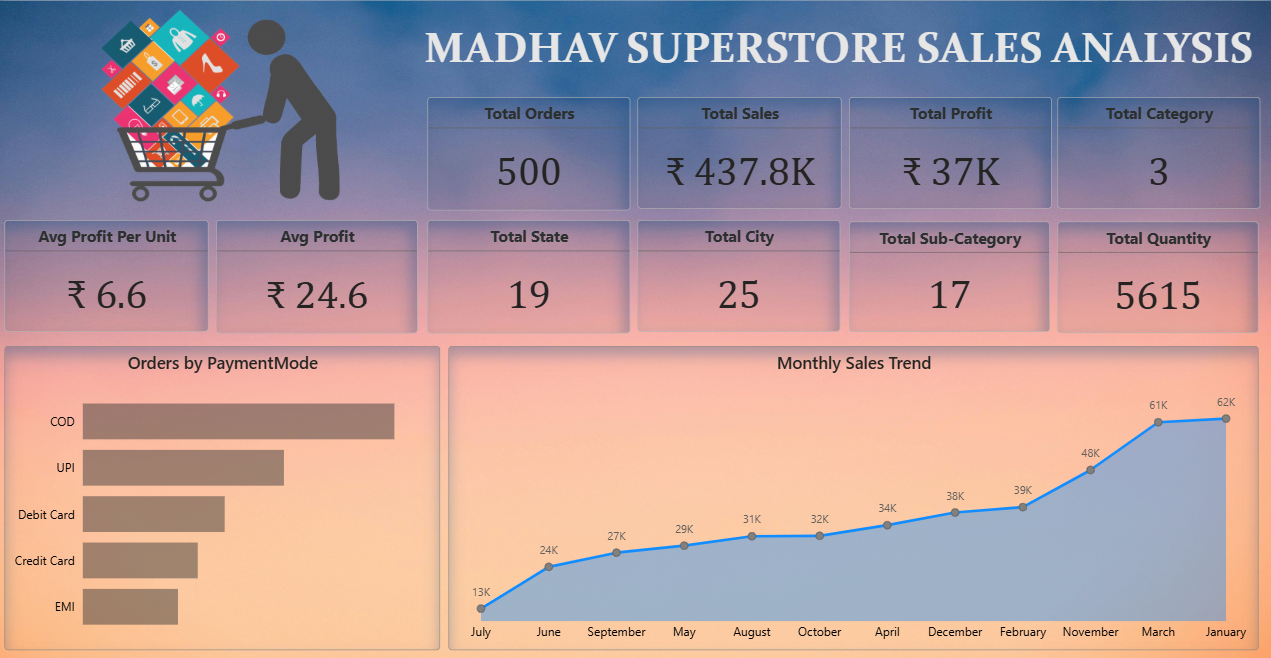 MADHAV SUPERSTORE SALES ANALYSIS
Total Orders
500
Total Sales
₹ 437.8K
Total Profit
₹ 37K
Total Category
3
Avg Profit Per Unit
₹ 6.6
Avg Profit
₹ 24.6
Total State
19
Total City
25
Total Sub-Category
17
Total Quantity
5615
Orders by PaymentMode
COD
UPI
Debit Card
Credit Card
EMI
Monthly Sales Trend
13K
24K
27K
29K
31K
32K
34K
38K
39K
48K
61K
62K
July
June
September
May
August
October
April
December
February
November
March
January